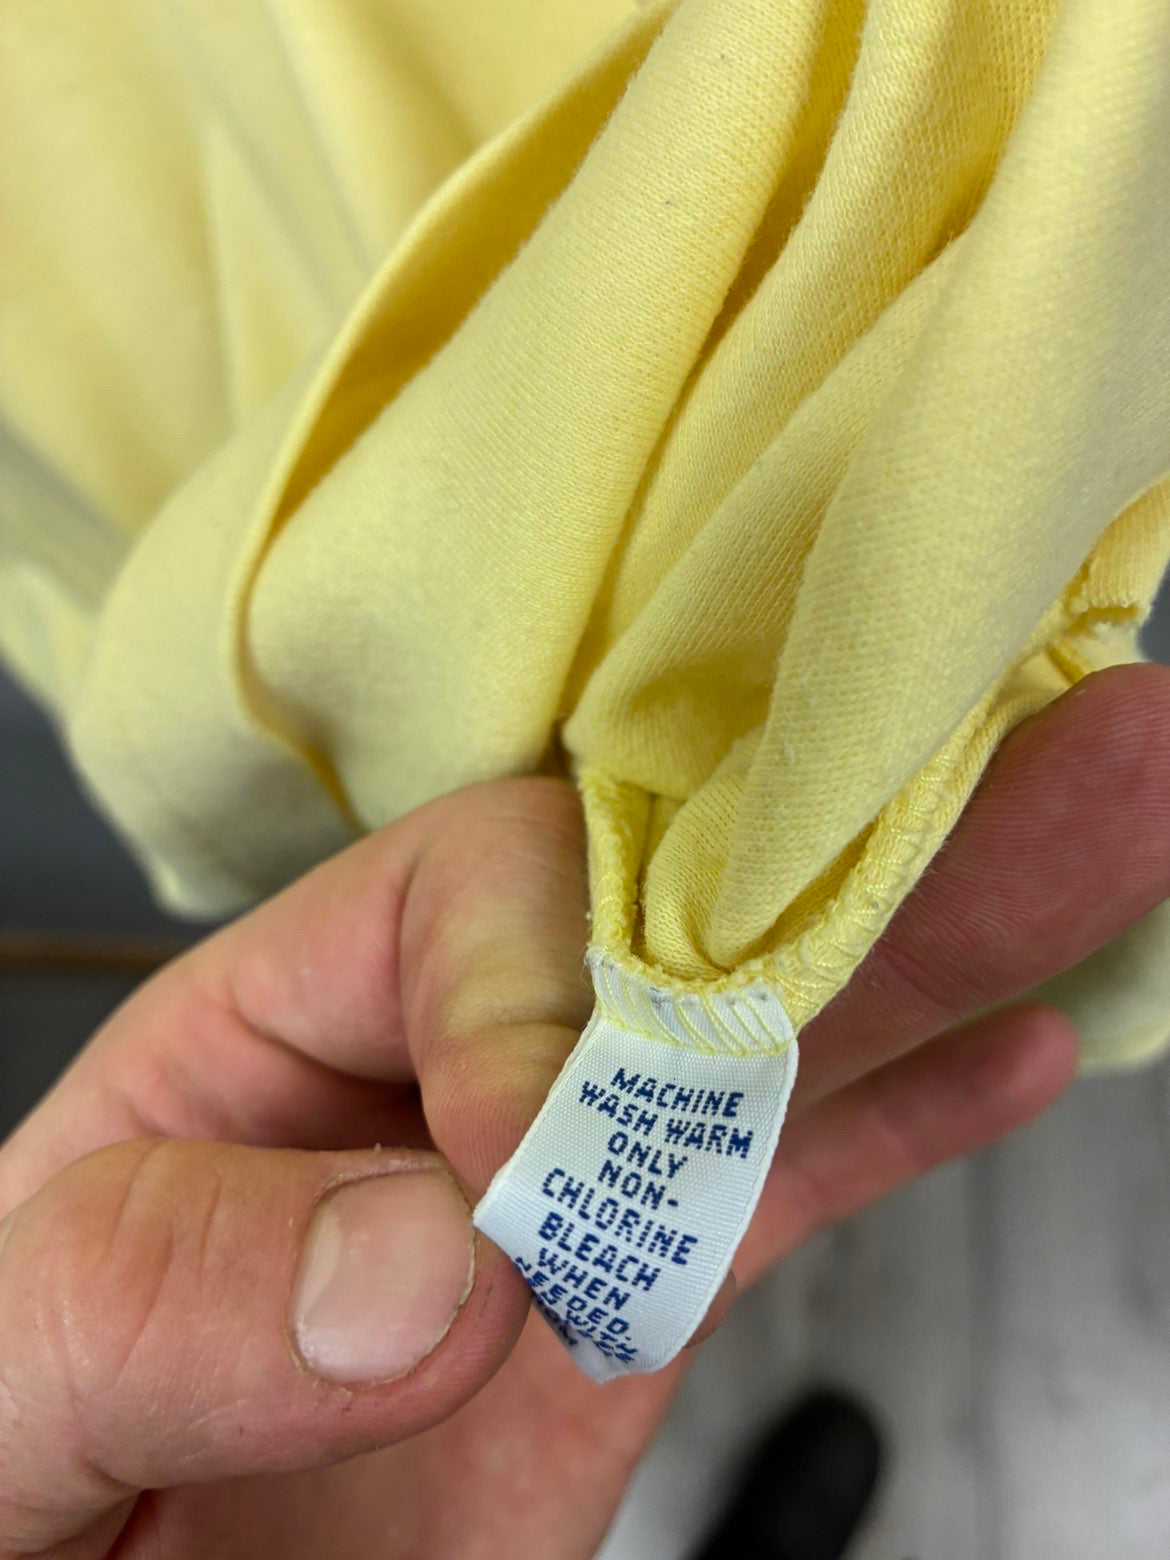 MACHINE
WASH WARM
ONLY
NON-
CHLORINE
BLEACH
WHEN
NEEDED.